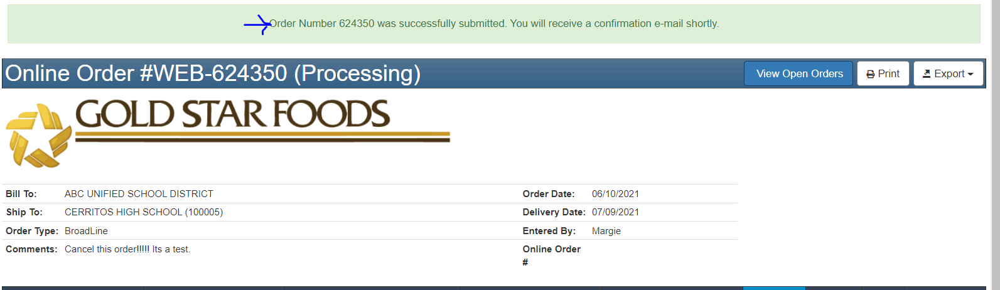 Order Number 624350 was successfully submitted. You will receive a confirmation e-mail shortly.
Online Order #WEB-624350 (Processing)
View Open Orders
Print
Export
GOLD STAR FOODS
Bill To: ABC UNIFIED SCHOOL DISTRICT Order Date: 06/10/2021
Ship To: CERRITOS HIGH SCHOOL (100005) Delivery Date: 07/09/2021
Order Type: BroadLine Entered By: Margie
Comments: Cancel this order!!!!! Its a test. Online Order
#